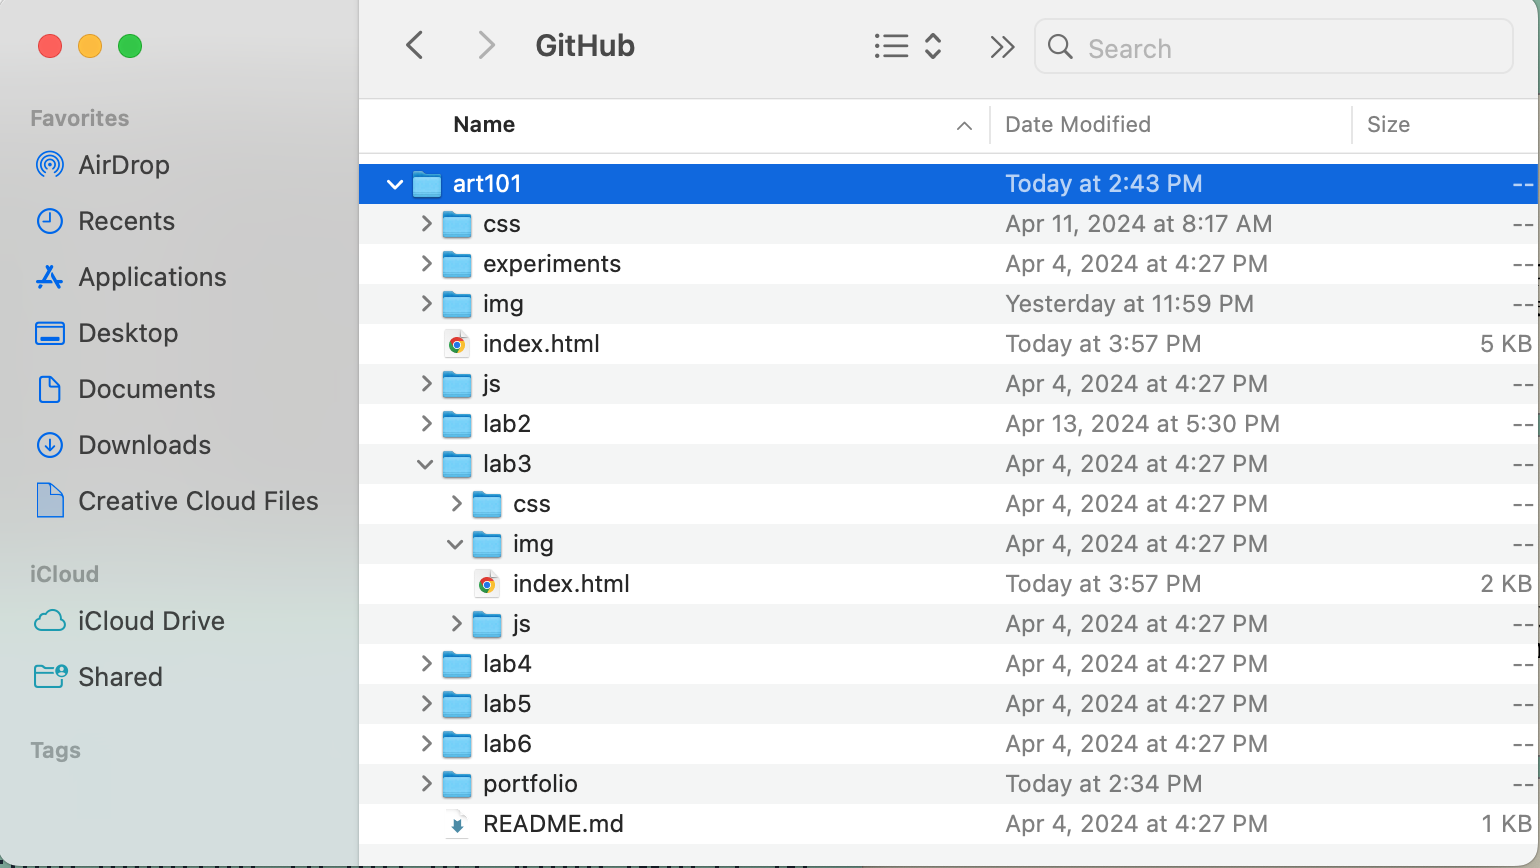 GitHub
Search
Favorites
AirDrop
Recents
Applications
Desktop
Documents
Downloads
Creative Cloud Files
iCloud
iCloud Drive
Shared
Tags
Name Date Modified Size
art101 Today at 2:43 PM --
css Apr 11, 2024 at 8:17 AM --
experiments Apr 4, 2024 at 4:27 PM --
img Yesterday at 11:59 PM --
index.html Today at 3:57 PM 5 KB
js Apr 4, 2024 at 4:27 PM --
lab2 Apr 13, 2024 at 5:30 PM --
lab3 Apr 4, 2024 at 4:27 PM --
css Apr 4, 2024 at 4:27 PM --
img Apr 4, 2024 at 4:27 PM --
index.html Today at 3:57 PM 2 KB
js Apr 4, 2024 at 4:27 PM --
lab4 Apr 4, 2024 at 4:27 PM --
lab5 Apr 4, 2024 at 4:27 PM --
lab6 Apr 4, 2024 at 4:27 PM --
portfolio Today at 2:34 PM --
README.md Apr 4, 2024 at 4:27 PM 1 KB